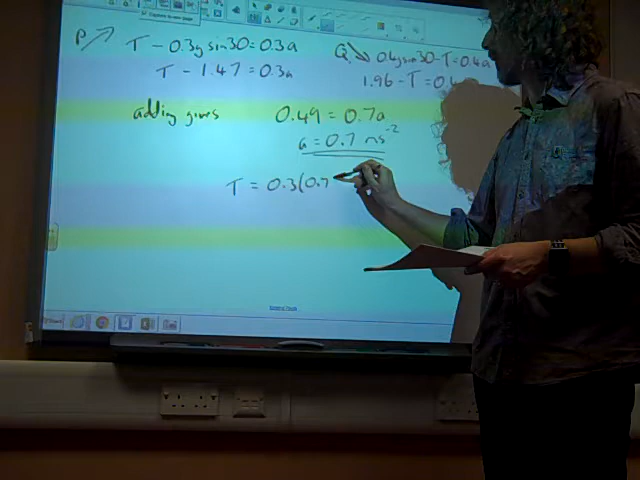 P↗ T - 0.3g sin30 = 0.3a
T - 1.47 = 0.3a
Q↘ 0.4g sin30 - T = 0.4a
1.96 - T = 0.4
adding gives 0.49 = 0.7a
a = 0.7 ms⁻²
T = 0.3(0.7